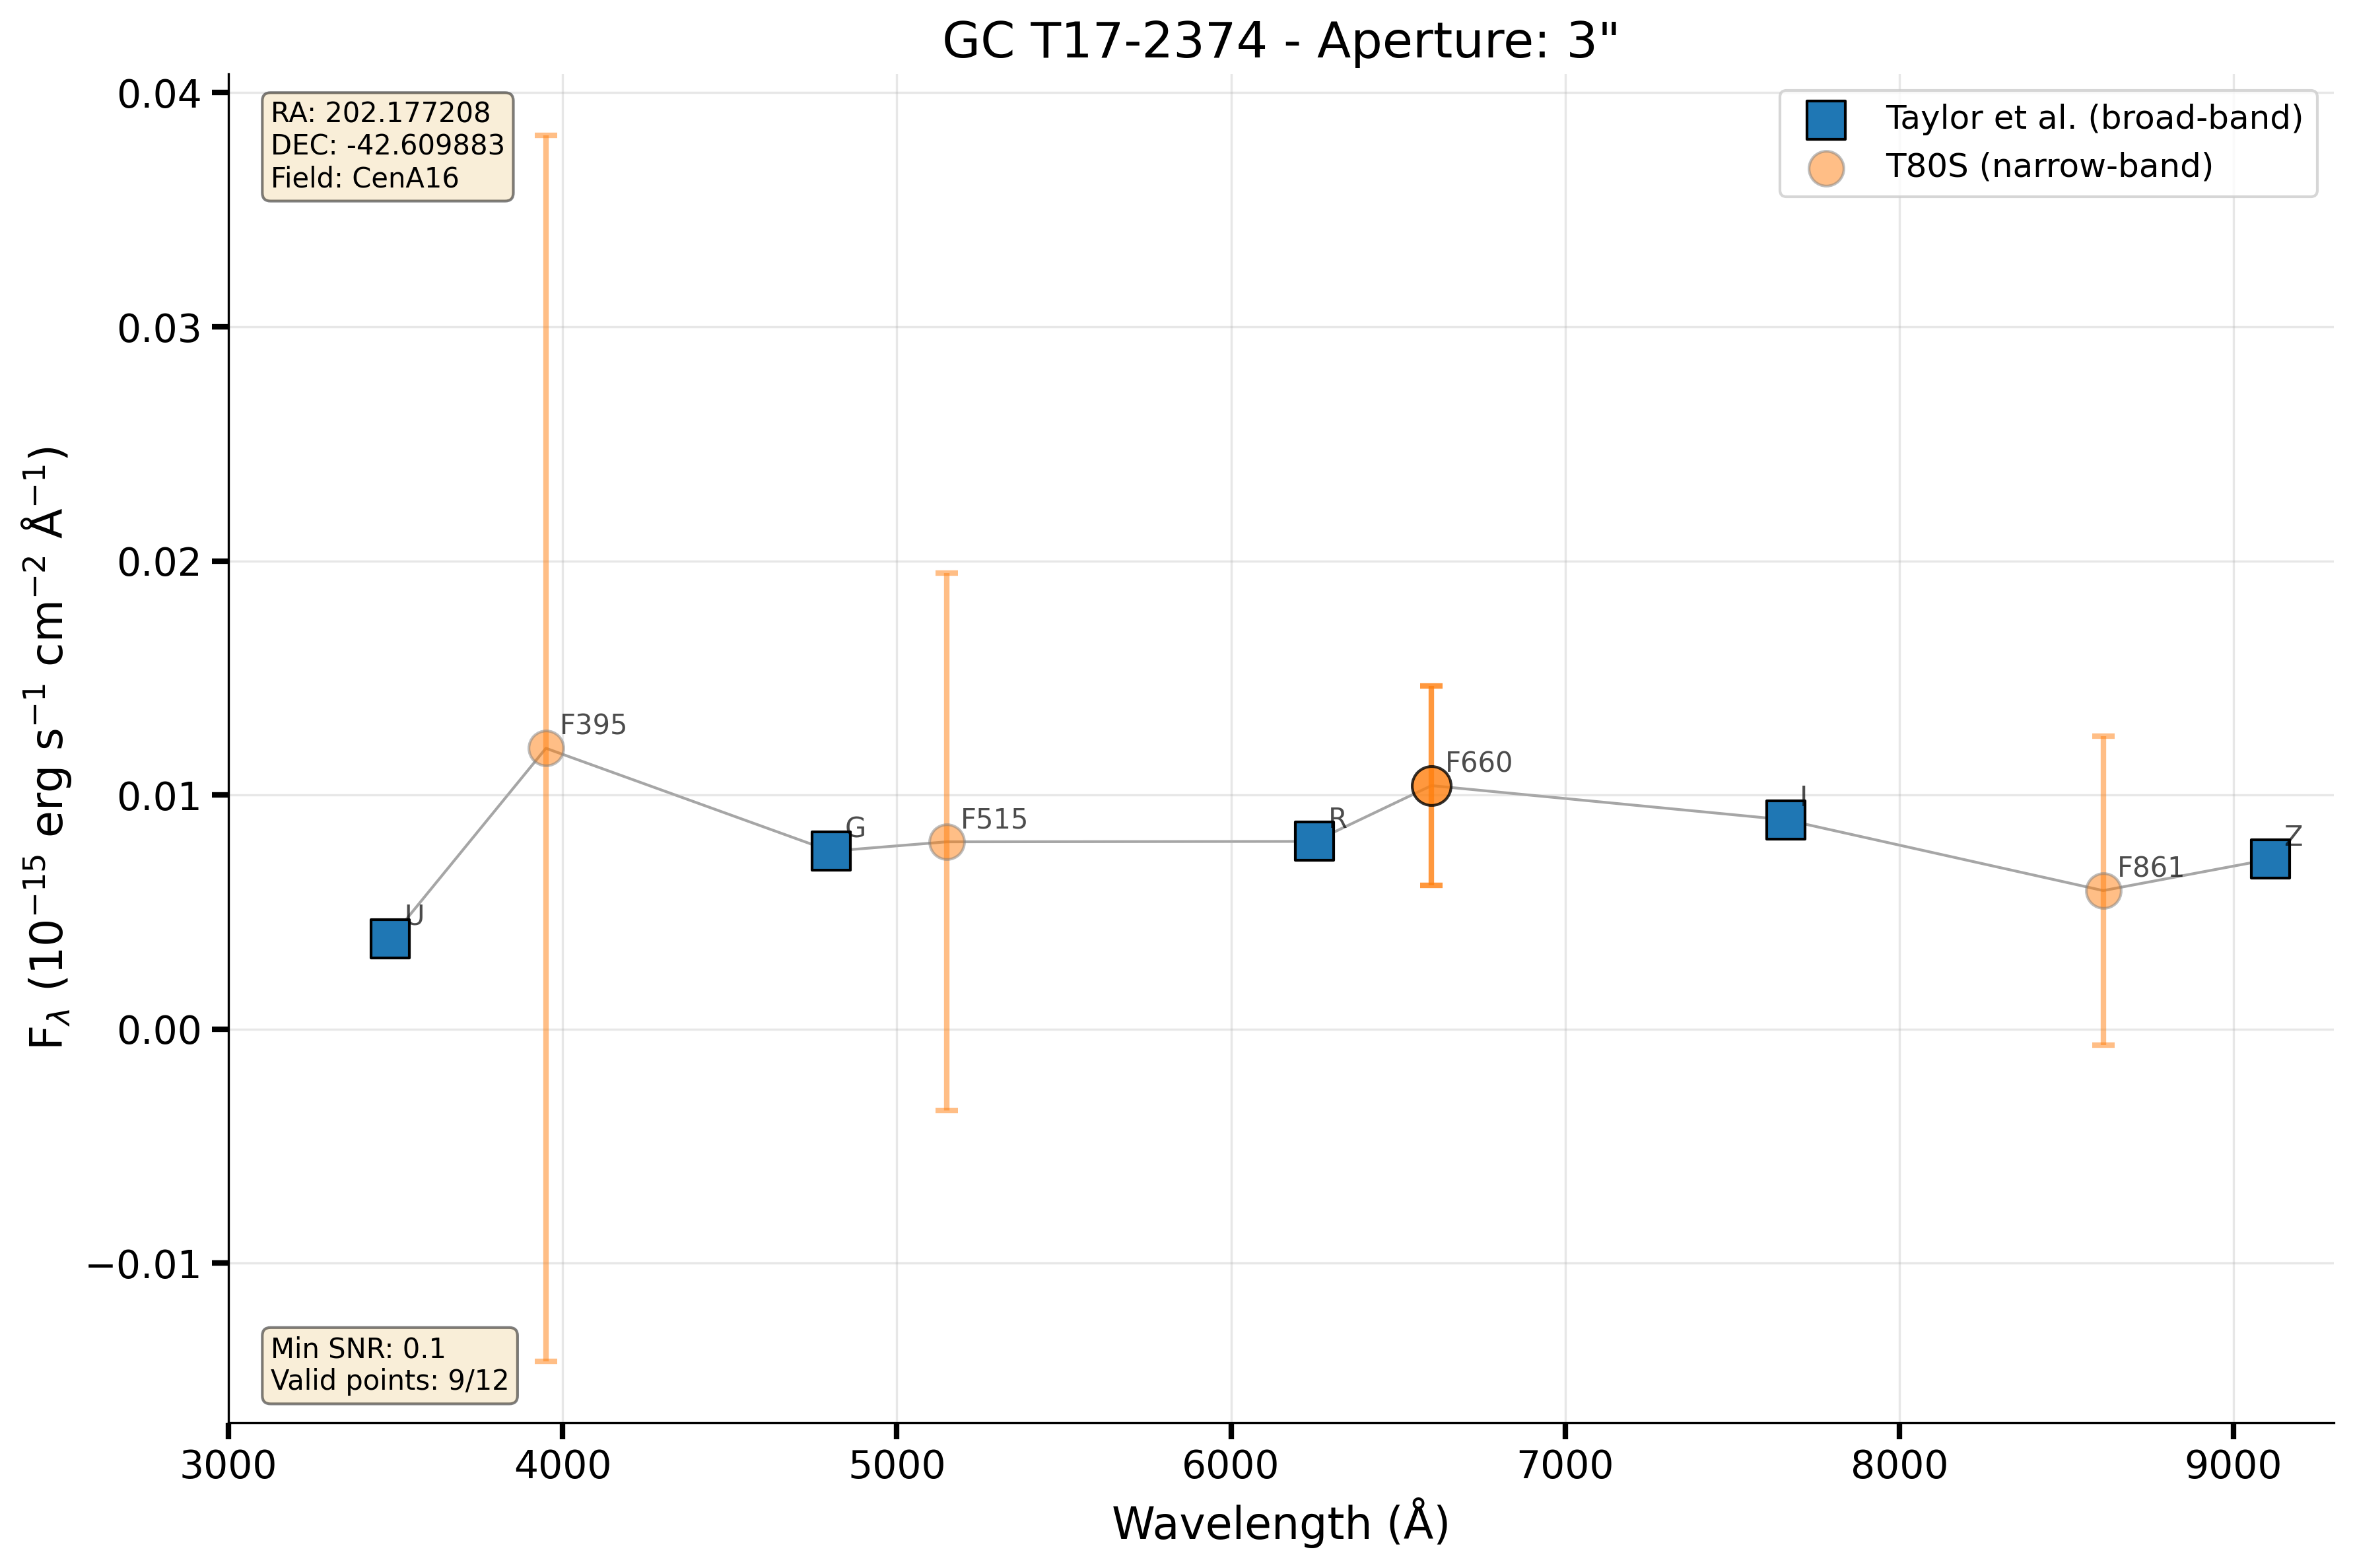 GC T17-2374 - Aperture: 3"
RA: 202.177208
DEC: -42.609883
Field: CenA16
Taylor et al. (broad-band)
T80S (narrow-band)
0.04
0.03
0.02
0.01
0.00
−0.01
F_λ (10⁻¹⁵ erg s⁻¹ cm⁻² Å⁻¹)
U
F395
G
F515
R
F660
I
F861
Z
Min SNR: 0.1
Valid points: 9/12
3000 4000 5000 6000 7000 8000 9000
Wavelength (Å)